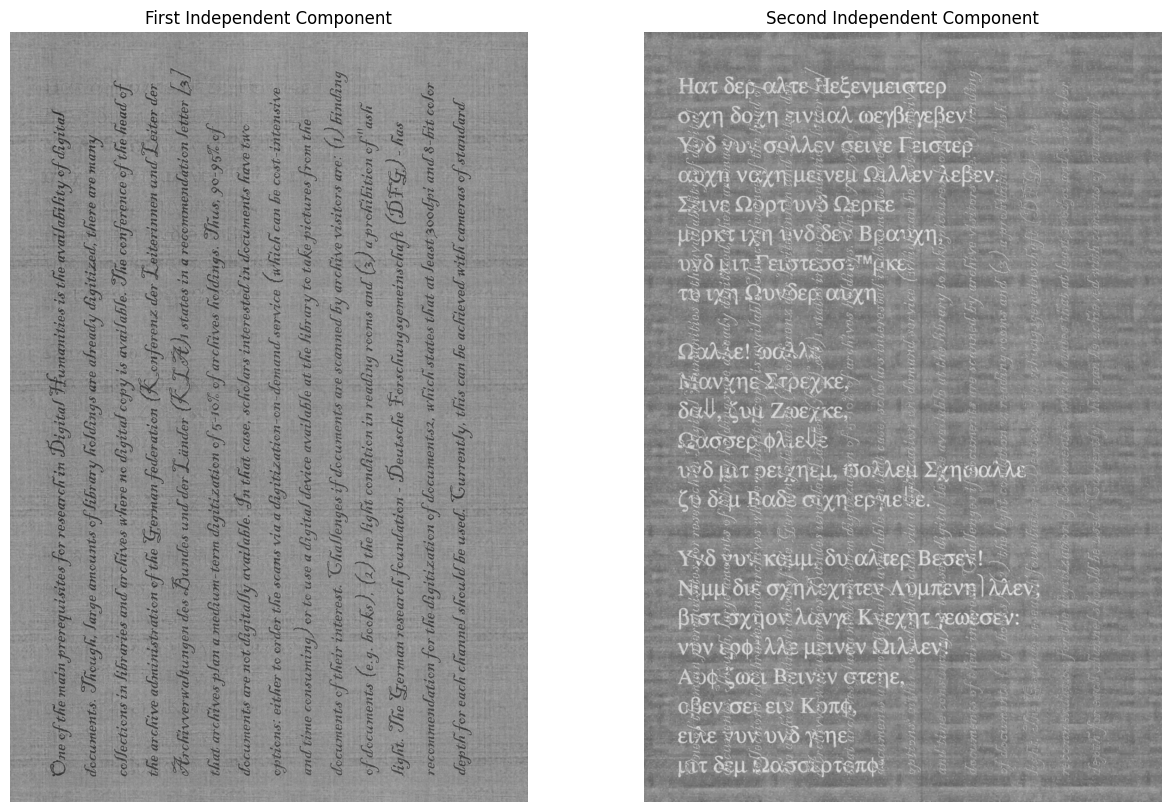 First Independent Component
One of the main prerequisites for research in Digital Humanities is the availability of digital
documents. Though, large amounts of library holdings are already digitized, there are many
collections in libraries and archives where no digital copy is available. The conference of the head of
the archive administration of the German federation (Konferenz der Leiterinnen und Leiter der
Archivverwaltungen des Bundes und der Länder (KLA)1 states in a recommendation letter [3]
that archives plan a medium-term digitization of 5-10% of archives holdings. Thus, 90-95% of
documents are not digitally available. In that case, scholars interested in documents have two
options: either to order the scans via a digitization-on-demand service (which can be cost-intensive
and time consuming) or to use a digital device available at the library to take pictures from the
documents of their interest. Challenges if documents are scanned by archive visitors are: (1) finding
of documents (e.g. books), (2) the light condition in reading rooms and (3) a prohibition of "ash
light. The German research foundation - Deutsche Forschungsgemeinschaft (DFG) - has
recommendation for the digitization of documents2, which states that at least 300dpi and 8-bit color
depth for each channel should be used. Currently, this can be achieved with cameras of standard
Second Independent Component
Ηατ δερ αλτε Ηεξενμειστερ
σιχη δοχη εινμαλ ωεγβεγεβεν!
Υνδ νυν σολλεν σεινε Γειστερ
αυχη ναχη μεινεμ Ωιλλεν λεβεν.
Σεινε Ωορτ υνδ Ωερκε
μερκτ ιχη υνδ δεν Βραυχη,
υνδ μιτ Γειστεσστ™ρκε
τυ ιχη Ωυνδερ αυχη
Ωαλλε! ωαλλε
Μανχηε Στρεχκε,
δα⇓, ζυμ Ζωεχκε,
Ωασσερ φλιε⇓ε
υνδ μιτ ρειχηεμ, ϖολλεμ Σχηωαλλε
ζυ δεμ Βαδε σιχη εργιε⇓ε.
Υνδ νυν κομμ, δυ αλτερ Βεσεν!
Νιμμ διε σχηλεχητεν Λυμπενη⎤λλεν;
βιστ σχηον λανγε Κνεχητ γεωεσεν:
νυν ερφ λλε μεινεν Ωιλλεν!
Αυφ ζωει Βεινεν στεηε,
οβεν σει ειν Κοπφ,
ειλε νυν υνδ γεηε
μιτ δεμ Ωασσερτοπφ!